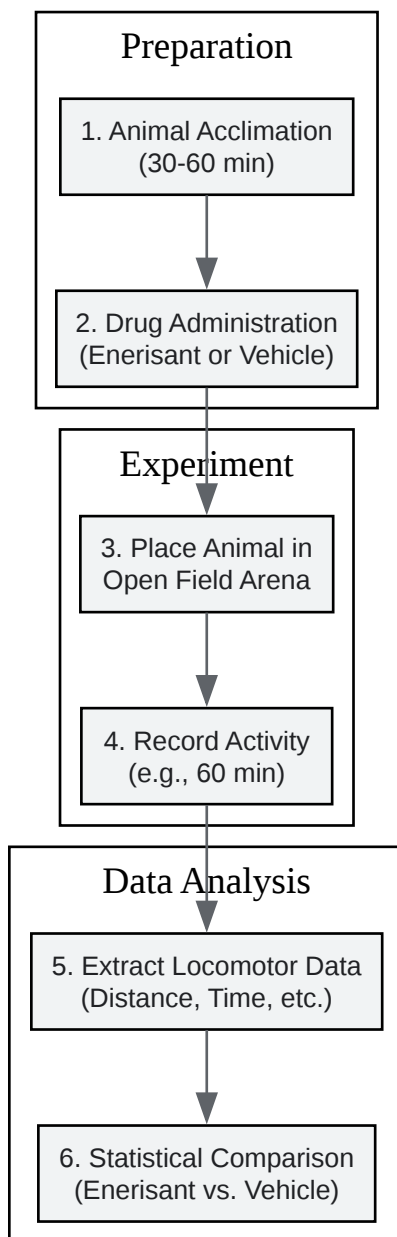 Preparation
1. Animal Acclimation
(30-60 min)
2. Drug Administration
(Enerisant or Vehicle)
Experiment
3. Place Animal in
Open Field Arena
4. Record Activity
(e.g., 60 min)
Data Analysis
5. Extract Locomotor Data
(Distance, Time, etc.)
6. Statistical Comparison
(Enerisant vs. Vehicle)